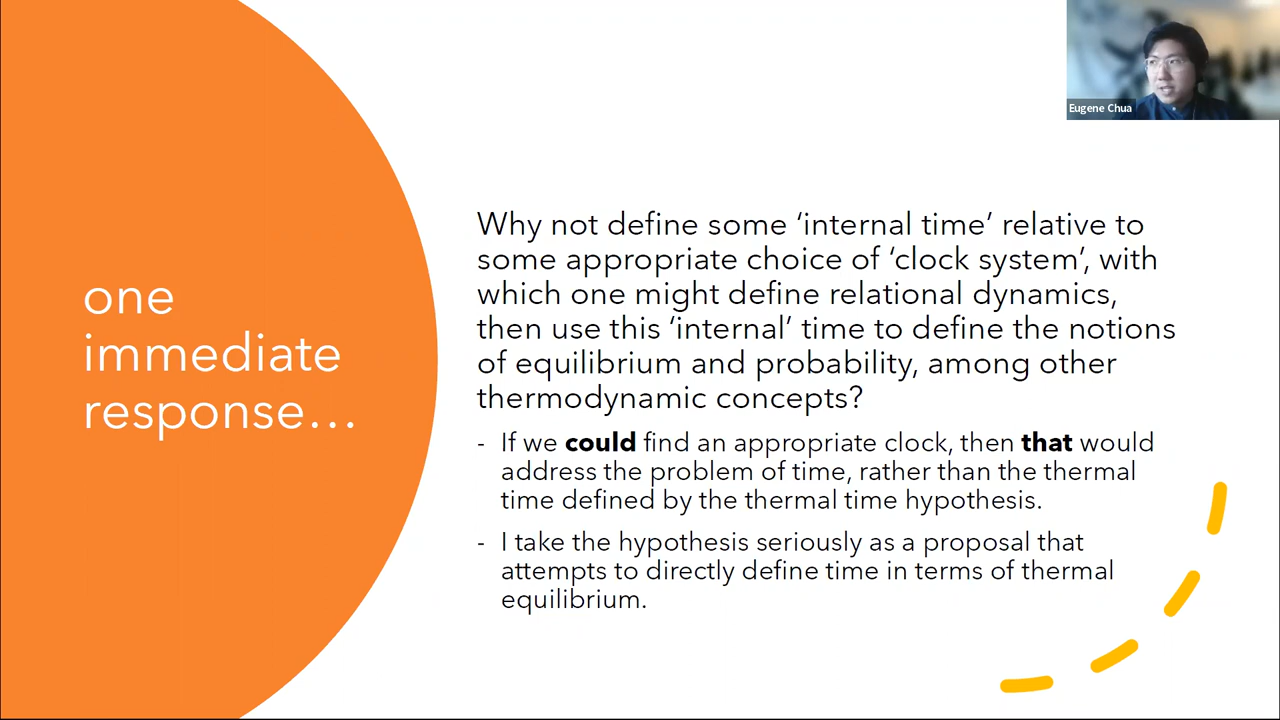 Eugene Chua
one
immediate
response…
Why not define some ‘internal time’ relative to
some appropriate choice of ‘clock system’, with
which one might define relational dynamics,
then use this ‘internal’ time to define the notions
of equilibrium and probability, among other
thermodynamic concepts?
- If we could find an appropriate clock, then that would
address the problem of time, rather than the thermal
time defined by the thermal time hypothesis.
- I take the hypothesis seriously as a proposal that
attempts to directly define time in terms of thermal
equilibrium.